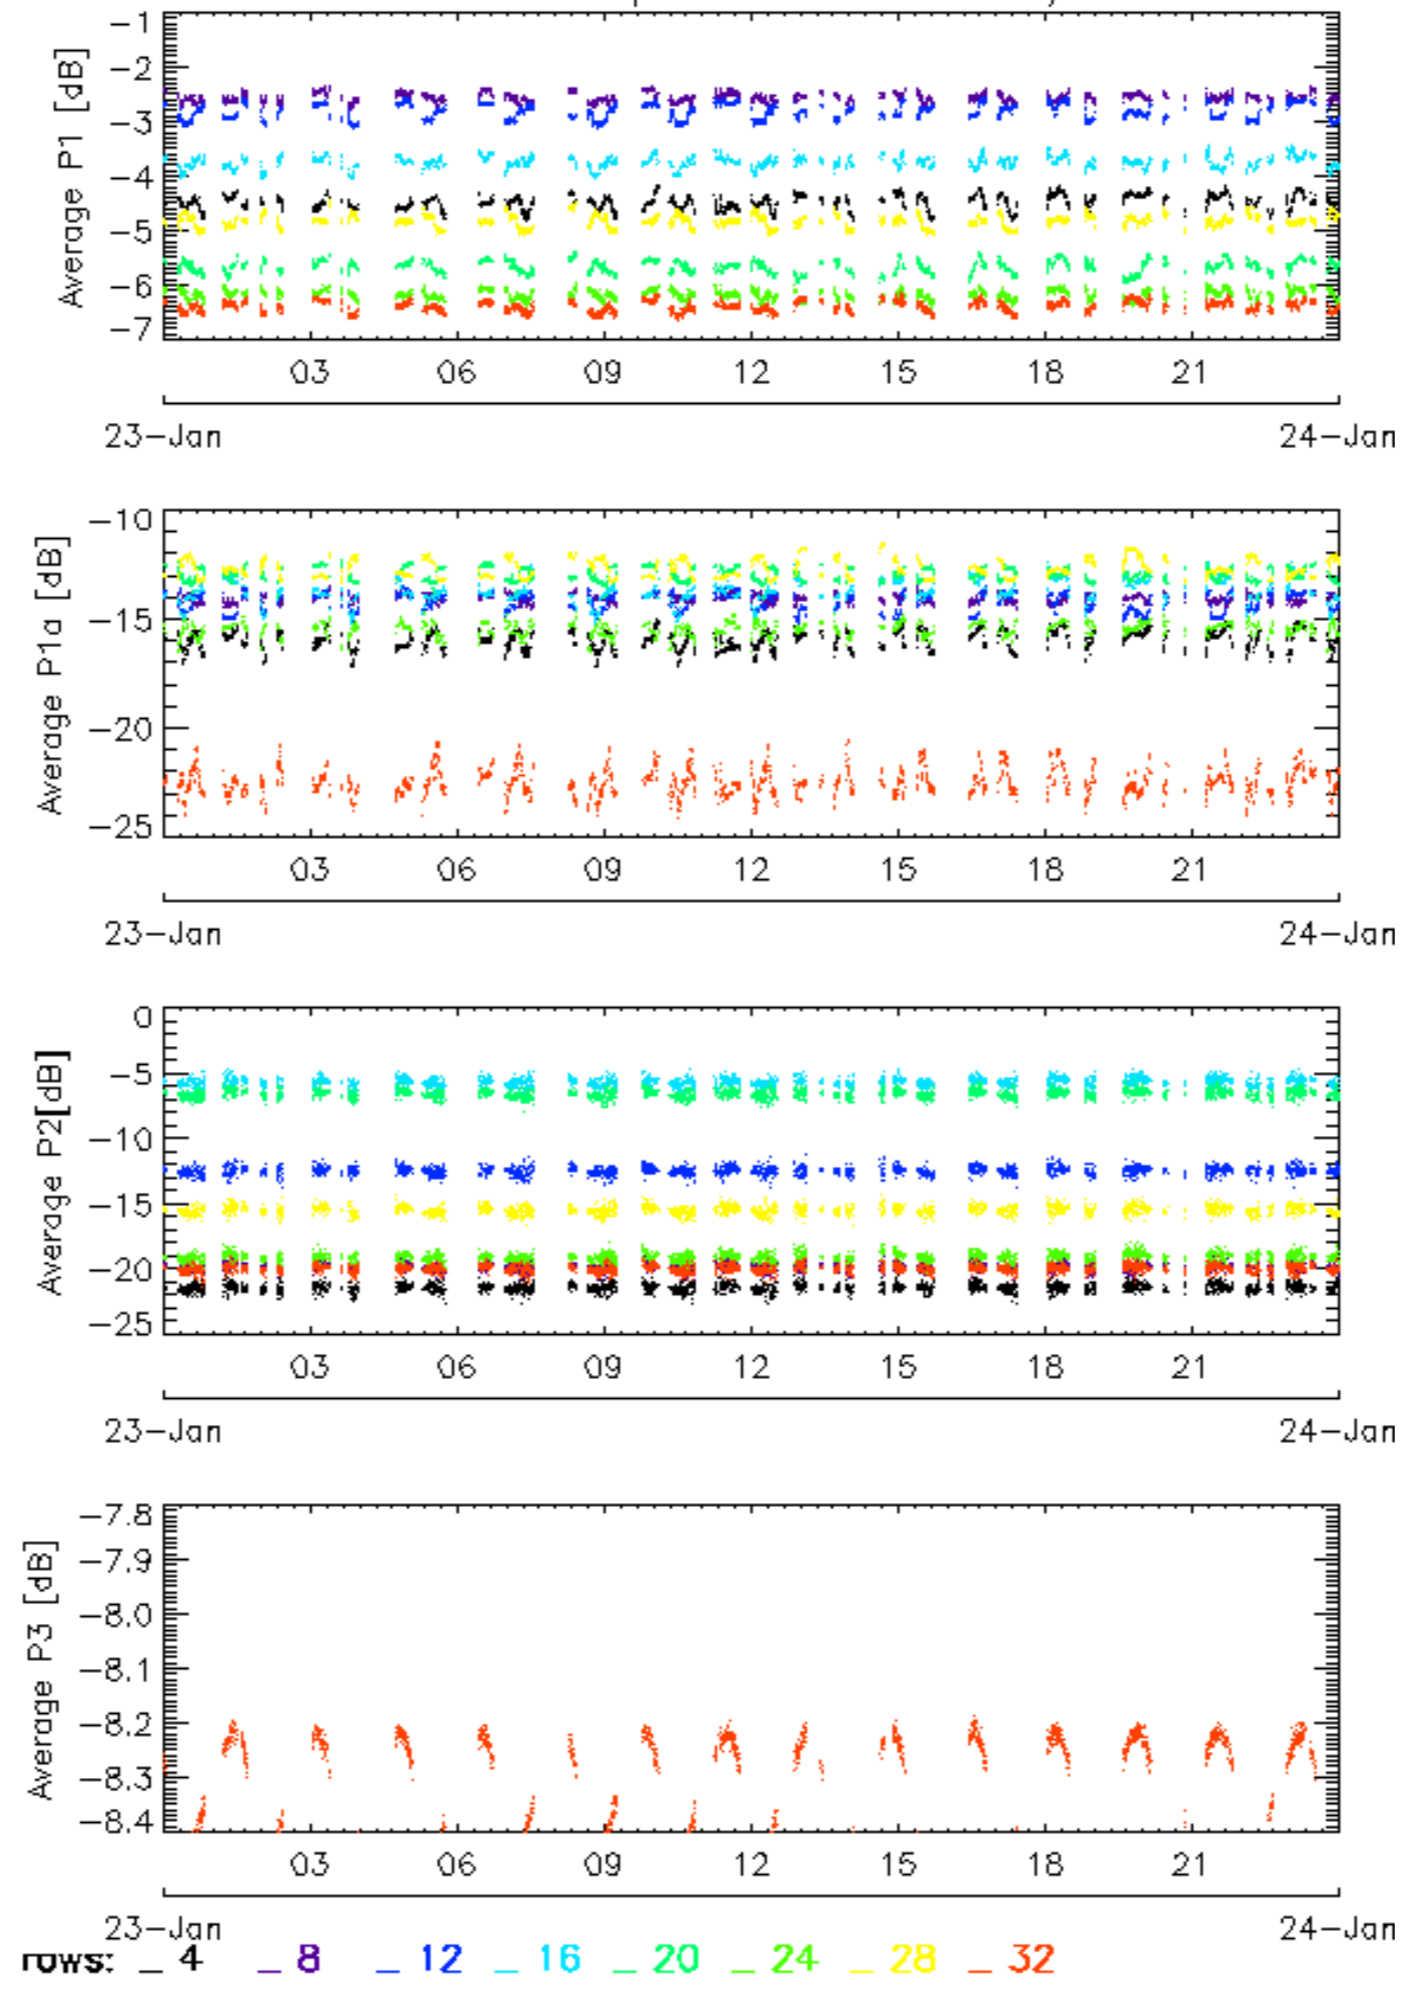 Average P1 [dB]
-1
-2
-3
-4
-5
-6
-7
03 06 09 12 15 18 21
23-Jan 24-Jan
Average P1a [dB]
-10
-15
-20
-25
03 06 09 12 15 18 21
23-Jan 24-Jan
Average P2[dB]
0
-5
-10
-15
-20
-25
03 06 09 12 15 18 21
23-Jan 24-Jan
Average P3 [dB]
-7.8
-7.9
-8.0
-8.1
-8.2
-8.3
-8.4
03 06 09 12 15 18 21
23-Jan 24-Jan
rows: _ 4 _ 8 _ 12 _ 16 _ 20 _ 24 _ 28 _ 32